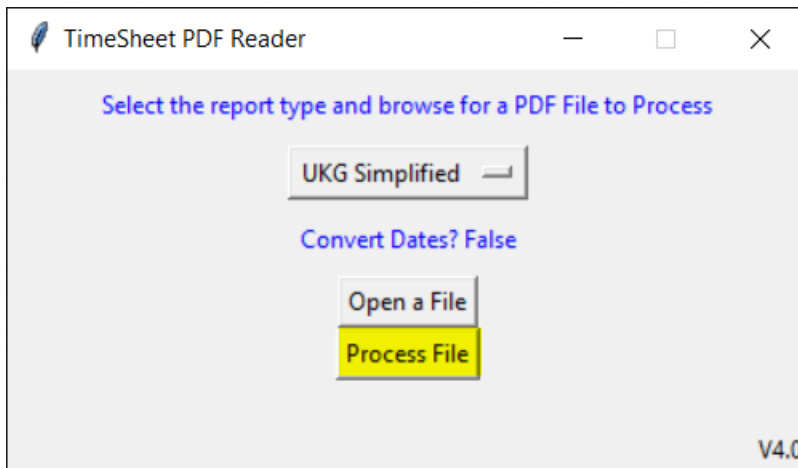 TimeSheet PDF Reader
Select the report type and browse for a PDF File to Process
UKG Simplified
Convert Dates? False
Open a File
Process File
V4.0